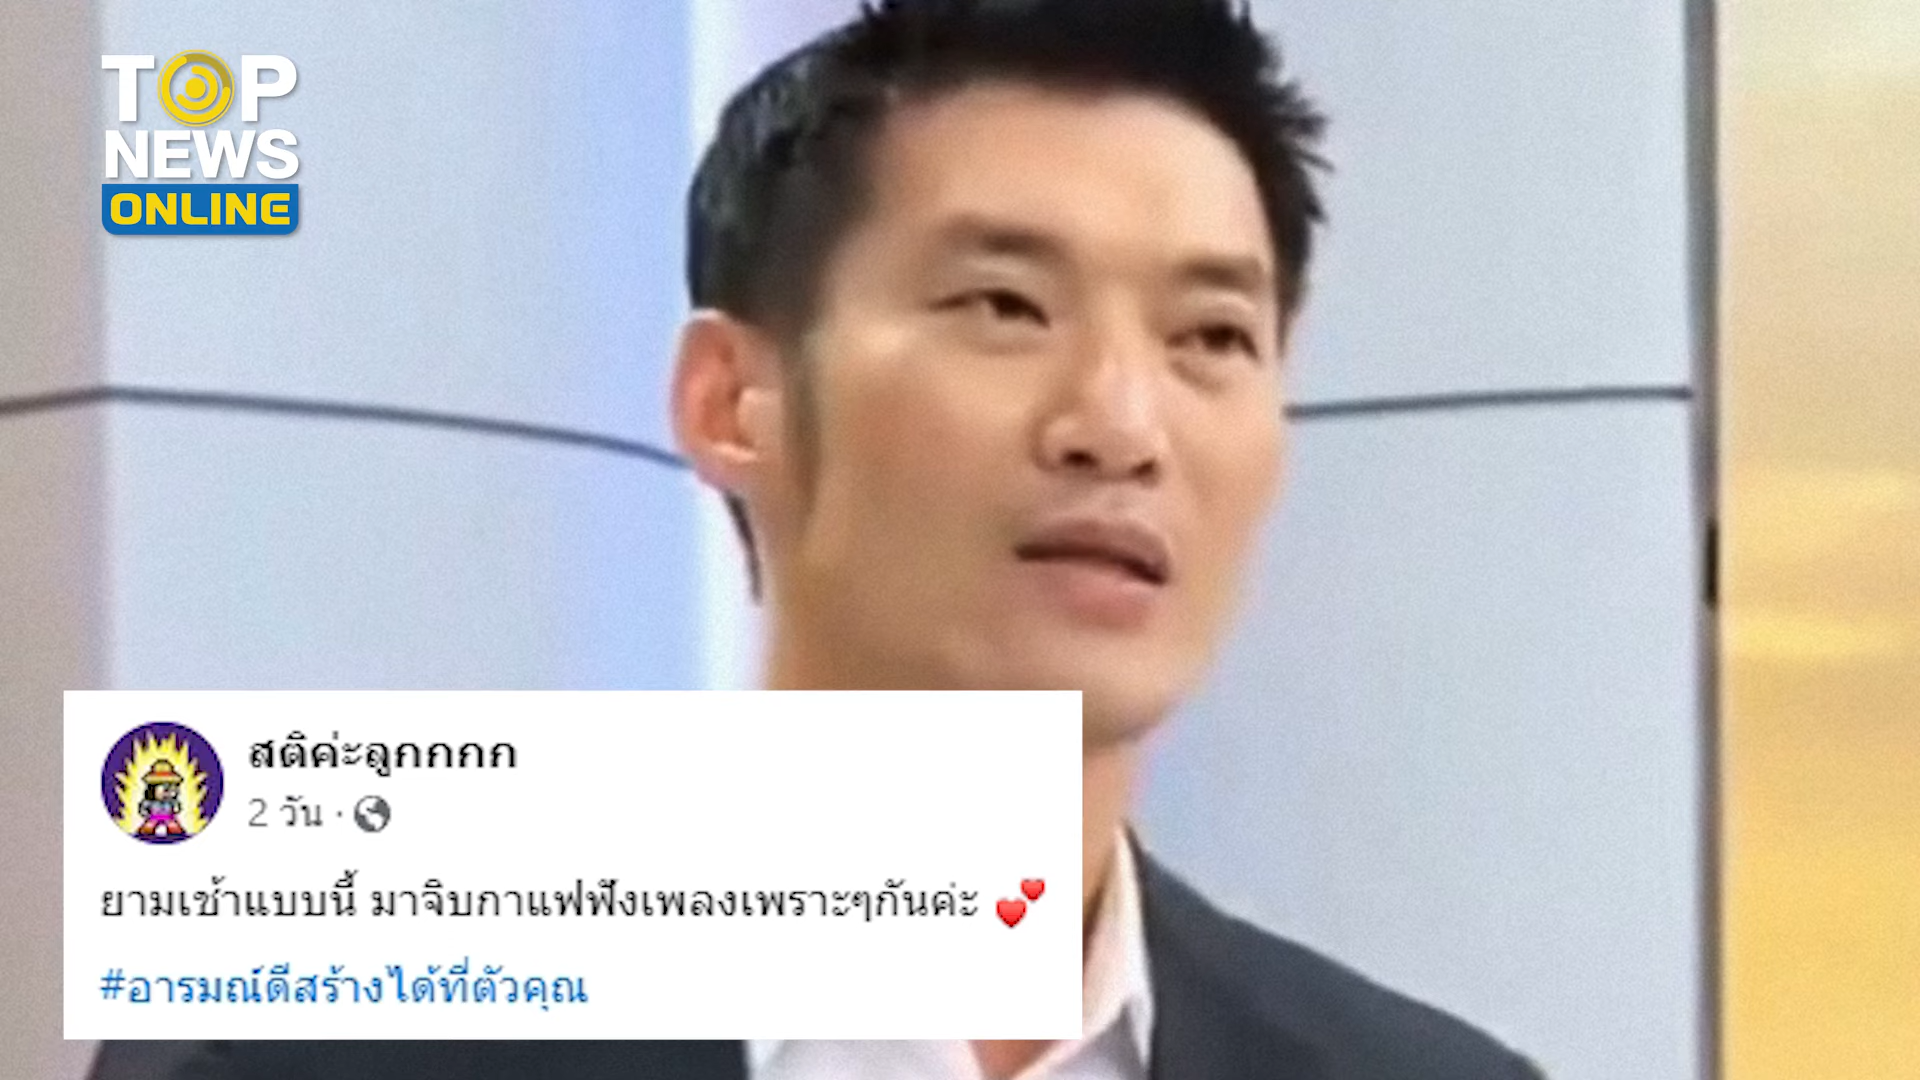 TOP
NEWS
ONLINE
สติค่ะลูกกกกก
2 วัน ·
ยามเช้าแบบนี้ มาจิบกาแฟฟังเพลงเพราะๆกันค่ะ 💕
#อารมณ์ดีสร้างได้ที่ตัวคุณ